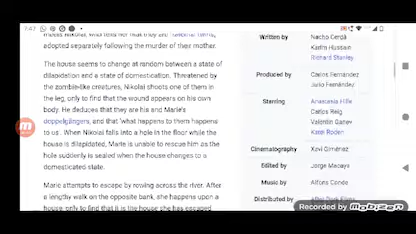 7:47
meets Nikolai, who tells her that they are fraternal twins,
adopted separately following the murder of their mother.
The house seems to change at random between a state of
dilapidation and a state of domestication. Threatened by
the zombie-like creatures, Nikolai shoots one of them in
the leg, only to find that the wound appears on his own
body. He deduces that they are his and Marie's
doppelgängers, and that 'what happens to them happens
to us'. When Nikolai falls into a hole in the floor while the
house is dilapidated, Marie is unable to rescue him as the
hole suddenly is sealed when the house changes to a
domesticated state.
Marie attempts to escape by rowing across the river. After
a lengthy walk on the opposite bank, she happens upon a
house, only to find that it is the house she has escaped
Written by Nacho Cerdà
Karim Hussain
Richard Stanley
Produced by Carlos Fernández
Julio Fernández
Starring Anastasia Hille
Carlos Reig
Valentin Ganev
Karel Roden
Cinematography Xavi Giménez
Edited by Jorge Macaya
Music by Alfons Conde
Distributed by After Dark Films
Recorded by Mobizen